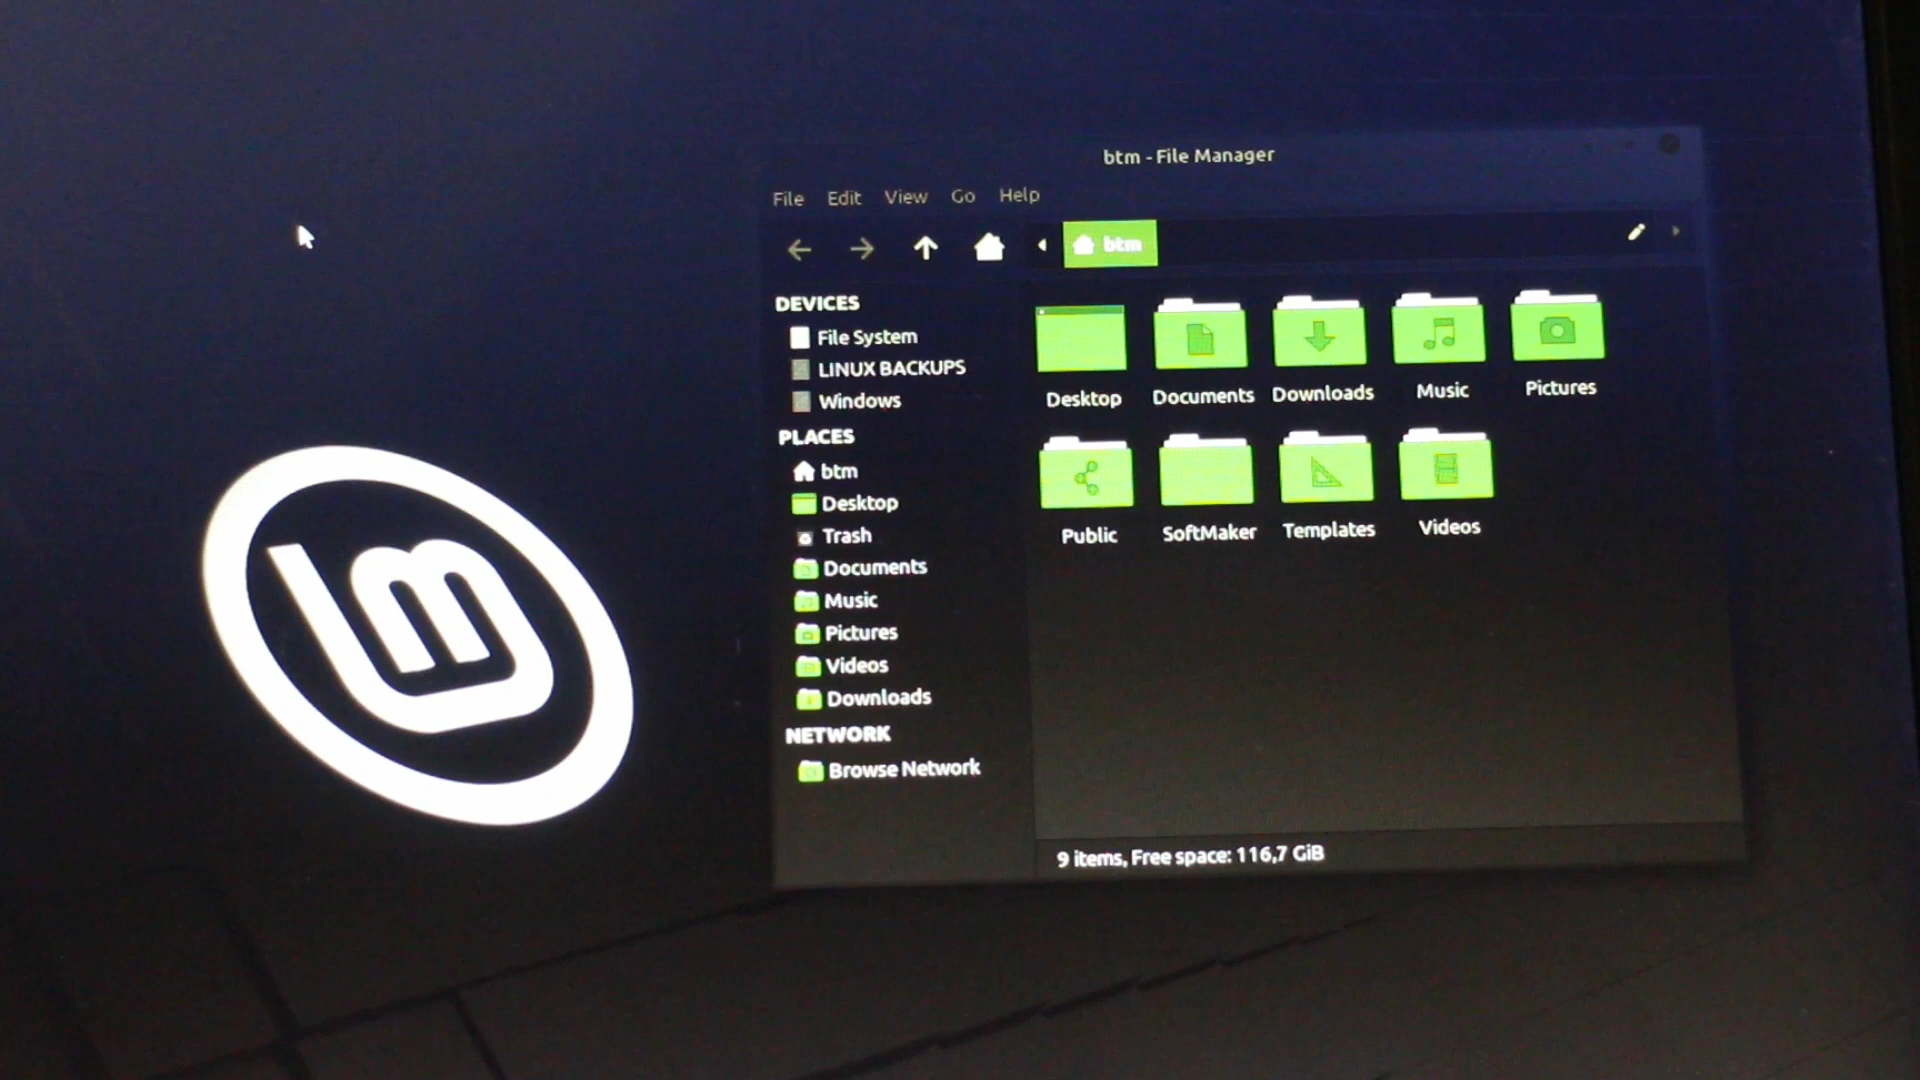 btm - File Manager
File Edit View Go Help
btm
DEVICES
File System
LINUX BACKUPS
Windows
PLACES
btm
Desktop
Trash
Documents
Music
Pictures
Videos
Downloads
NETWORK
Browse Network
Desktop Documents Downloads Music Pictures
Public SoftMaker Templates Videos
9 items, Free space: 116,7 GiB